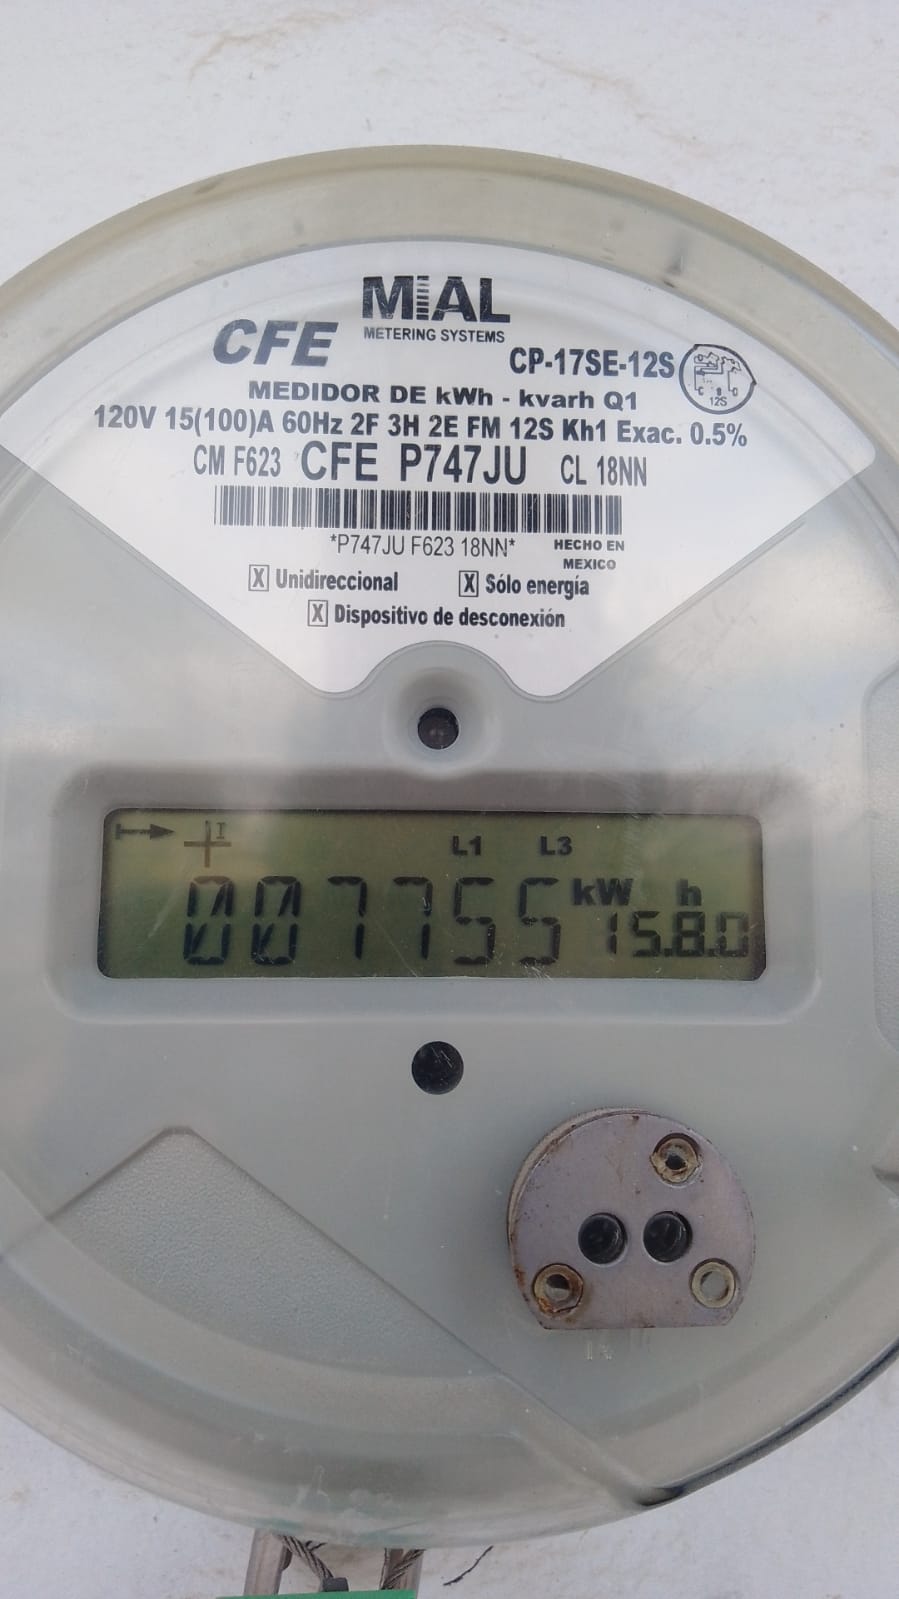 MIAL
METERING SYSTEMS
CFE
CP-17SE-12S
12S
MEDIDOR DE kWh - kvarh Q1
120V 15(100)A 60Hz 2F 3H 2E FM 12S Kh1 Exac. 0.5%
CM F623 CFE P747JU CL 18NN
*P747JU F623 18NN*
HECHO EN
MEXICO
X Unidireccional X Sólo energía
X Dispositivo de desconexión
L1 L3
007755 kW h
15.8.0